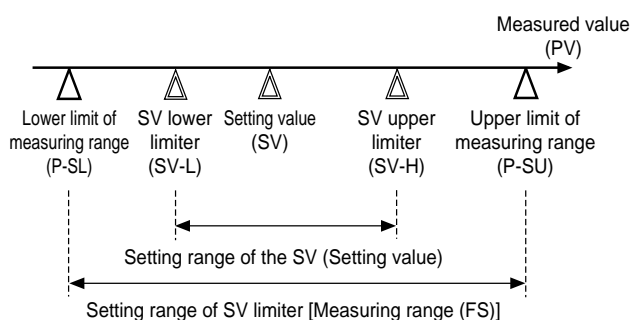 Measured value
(PV)
Lower limit of
measuring range
(P-SL)
SV lower
limiter
(SV-L)
Setting value
(SV)
SV upper
limiter
(SV-H)
Upper limit of
measuring range
(P-SU)
Setting range of the SV (Setting value)
Setting range of SV limiter [Measuring range (FS)]